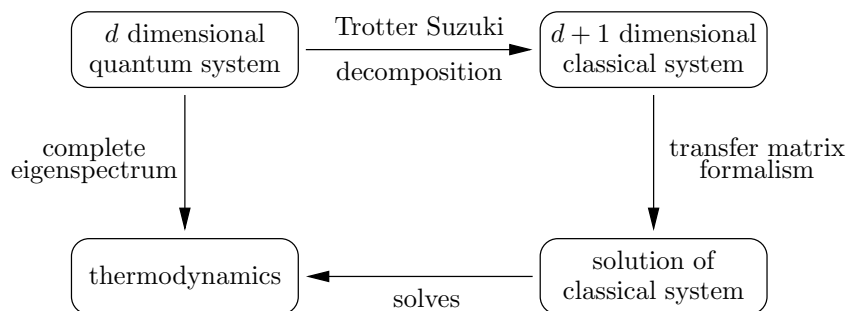 d dimensional
quantum system
Trotter Suzuki
decomposition
d + 1 dimensional
classical system
complete
eigenspectrum
transfer matrix
formalism
thermodynamics
solves
solution of
classical system